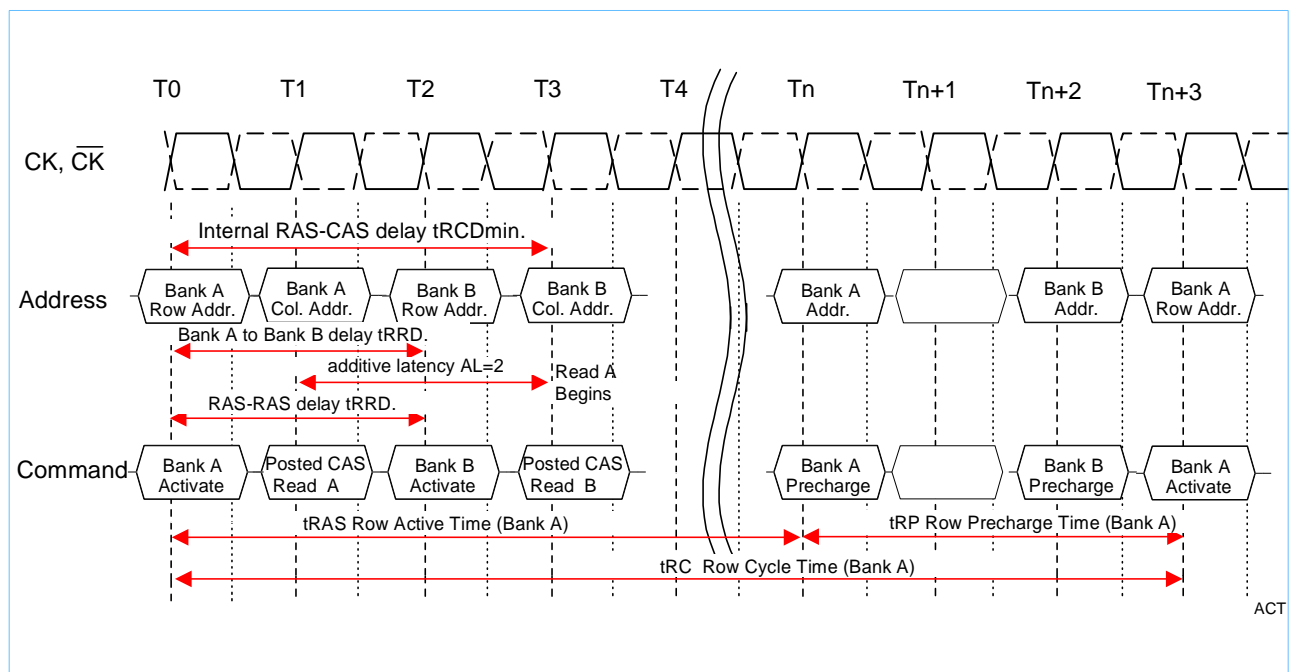 T0 T1 T2 T3 T4 Tn Tn+1 Tn+2 Tn+3
CK, CK
Internal RAS-CAS delay tRCDmin.
Address
Bank A
Row Addr.
Bank A
Col. Addr.
Bank B
Row Addr.
Bank B
Col. Addr.
Bank A
Addr.
Bank B
Addr.
Bank A
Row Addr.
Bank A to Bank B delay tRRD.
additive latency AL=2
Read A
Begins
RAS-RAS delay tRRD.
Command
Bank A
Activate
Posted CAS
Read A
Bank B
Activate
Posted CAS
Read B
Bank A
Precharge
Bank B
Precharge
Bank A
Activate
tRAS Row Active Time (Bank A)
tRP Row Precharge Time (Bank A)
tRC Row Cycle Time (Bank A)
ACT